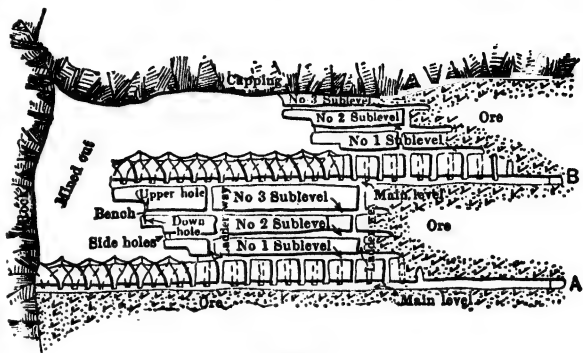 Capping
No 3 Sublevel
No 2 Sublevel
Ore
No 1 Sublevel
Mined out
B
Upper hole
No 3 Sublevel
Main level
Bench
Down
hole
No 2 Sublevel
Ore
Side holes
No 1 Sublevel
A
Ore
Main level